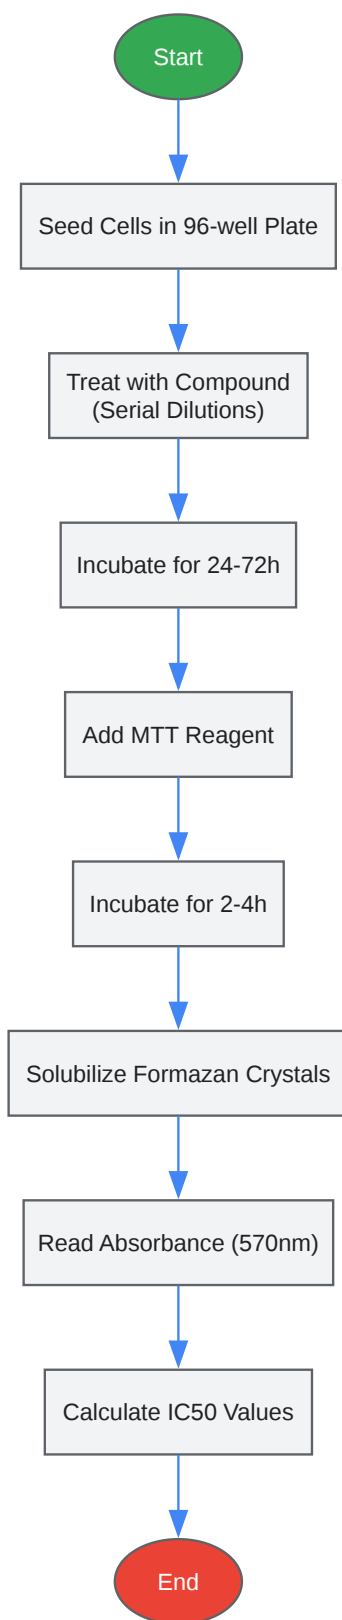 Start
Seed Cells in 96-well Plate
Treat with Compound
(Serial Dilutions)
Incubate for 24-72h
Add MTT Reagent
Incubate for 2-4h
Solubilize Formazan Crystals
Read Absorbance (570nm)
Calculate IC50 Values
End